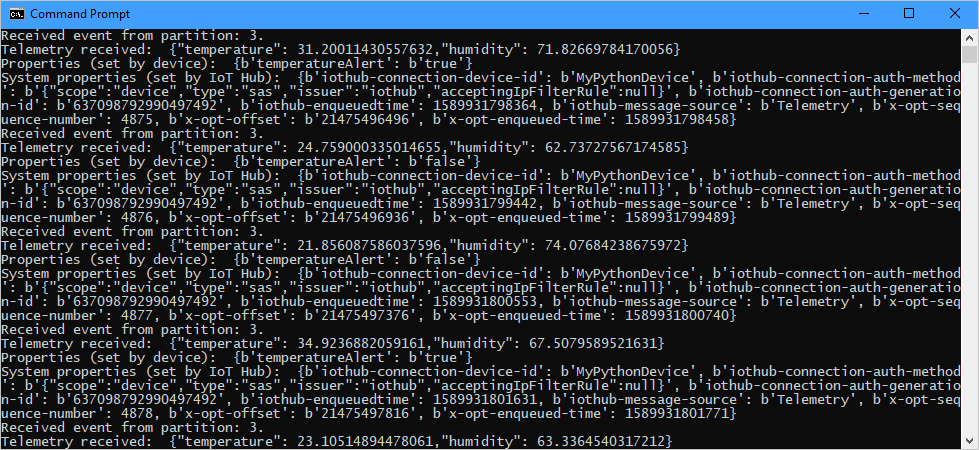 Command Prompt
Received event from partition: 3.
Telemetry received:  {"temperature": 31.20011430557632,"humidity": 71.82669784170056}
Properties (set by device):  {b'temperatureAlert': b'true'}
System properties (set by IoT Hub):  {b'iothub-connection-device-id': b'MyPythonDevice', b'iothub-connection-auth-method
': b'{"scope":"device","type":"sas","issuer":"iothub","acceptingIpFilterRule":null}', b'iothub-connection-auth-generatio
n-id': b'637098792990497492', b'iothub-enqueuedtime': 1589931798364, b'iothub-message-source': b'Telemetry', b'x-opt-seq
uence-number': 4875, b'x-opt-offset': b'21475496496', b'x-opt-enqueued-time': 1589931798458}
Received event from partition: 3.
Telemetry received:  {"temperature": 24.759000335014655,"humidity": 62.73727567174585}
Properties (set by device):  {b'temperatureAlert': b'false'}
System properties (set by IoT Hub):  {b'iothub-connection-device-id': b'MyPythonDevice', b'iothub-connection-auth-method
': b'{"scope":"device","type":"sas","issuer":"iothub","acceptingIpFilterRule":null}', b'iothub-connection-auth-generatio
n-id': b'637098792990497492', b'iothub-enqueuedtime': 1589931799442, b'iothub-message-source': b'Telemetry', b'x-opt-seq
uence-number': 4876, b'x-opt-offset': b'21475496936', b'x-opt-enqueued-time': 1589931799489}
Received event from partition: 3.
Telemetry received:  {"temperature": 21.856087586037596,"humidity": 74.07684238675972}
Properties (set by device):  {b'temperatureAlert': b'false'}
System properties (set by IoT Hub):  {b'iothub-connection-device-id': b'MyPythonDevice', b'iothub-connection-auth-method
': b'{"scope":"device","type":"sas","issuer":"iothub","acceptingIpFilterRule":null}', b'iothub-connection-auth-generatio
n-id': b'637098792990497492', b'iothub-enqueuedtime': 1589931800553, b'iothub-message-source': b'Telemetry', b'x-opt-seq
uence-number': 4877, b'x-opt-offset': b'21475497376', b'x-opt-enqueued-time': 1589931800740}
Received event from partition: 3.
Telemetry received:  {"temperature": 34.9236882059161,"humidity": 67.5079589521631}
Properties (set by device):  {b'temperatureAlert': b'true'}
System properties (set by IoT Hub):  {b'iothub-connection-device-id': b'MyPythonDevice', b'iothub-connection-auth-method
': b'{"scope":"device","type":"sas","issuer":"iothub","acceptingIpFilterRule":null}', b'iothub-connection-auth-generatio
n-id': b'637098792990497492', b'iothub-enqueuedtime': 1589931801631, b'iothub-message-source': b'Telemetry', b'x-opt-seq
uence-number': 4878, b'x-opt-offset': b'21475497816', b'x-opt-enqueued-time': 1589931801771}
Received event from partition: 3.
Telemetry received:  {"temperature": 23.10514894478061,"humidity": 63.3364540317212}